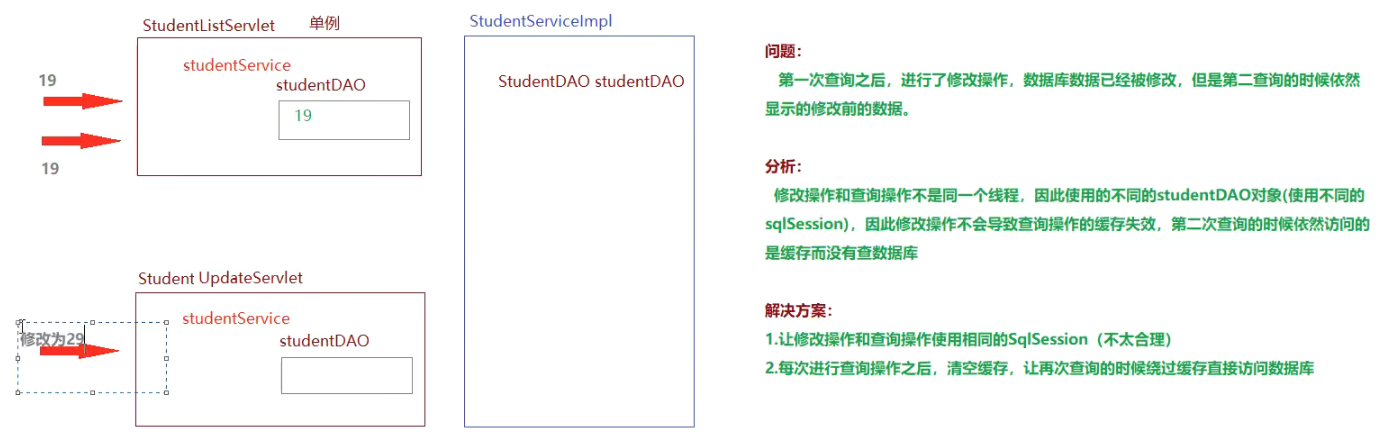 StudentListServlet 单例
studentService
studentDAO
19
19
19
Student UpdateServlet
studentService
studentDAO
修改为29
StudentServiceImpl
StudentDAO studentDAO
问题：
第一次查询之后，进行了修改操作，数据库数据已经被修改，但是第二查询的时候依然
显示的修改前的数据。
分析：
修改操作和查询操作不是同一个线程，因此使用的不同的studentDAO对象(使用不同的
sqlSession)，因此修改操作不会导致查询操作的缓存失效，第二次查询的时候依然访问的
是缓存而没有查数据库
解决方案：
1.让修改操作和查询操作使用相同的SqlSession（不太合理）
2.每次进行查询操作之后，清空缓存，让再次查询的时候绕过缓存直接访问数据库